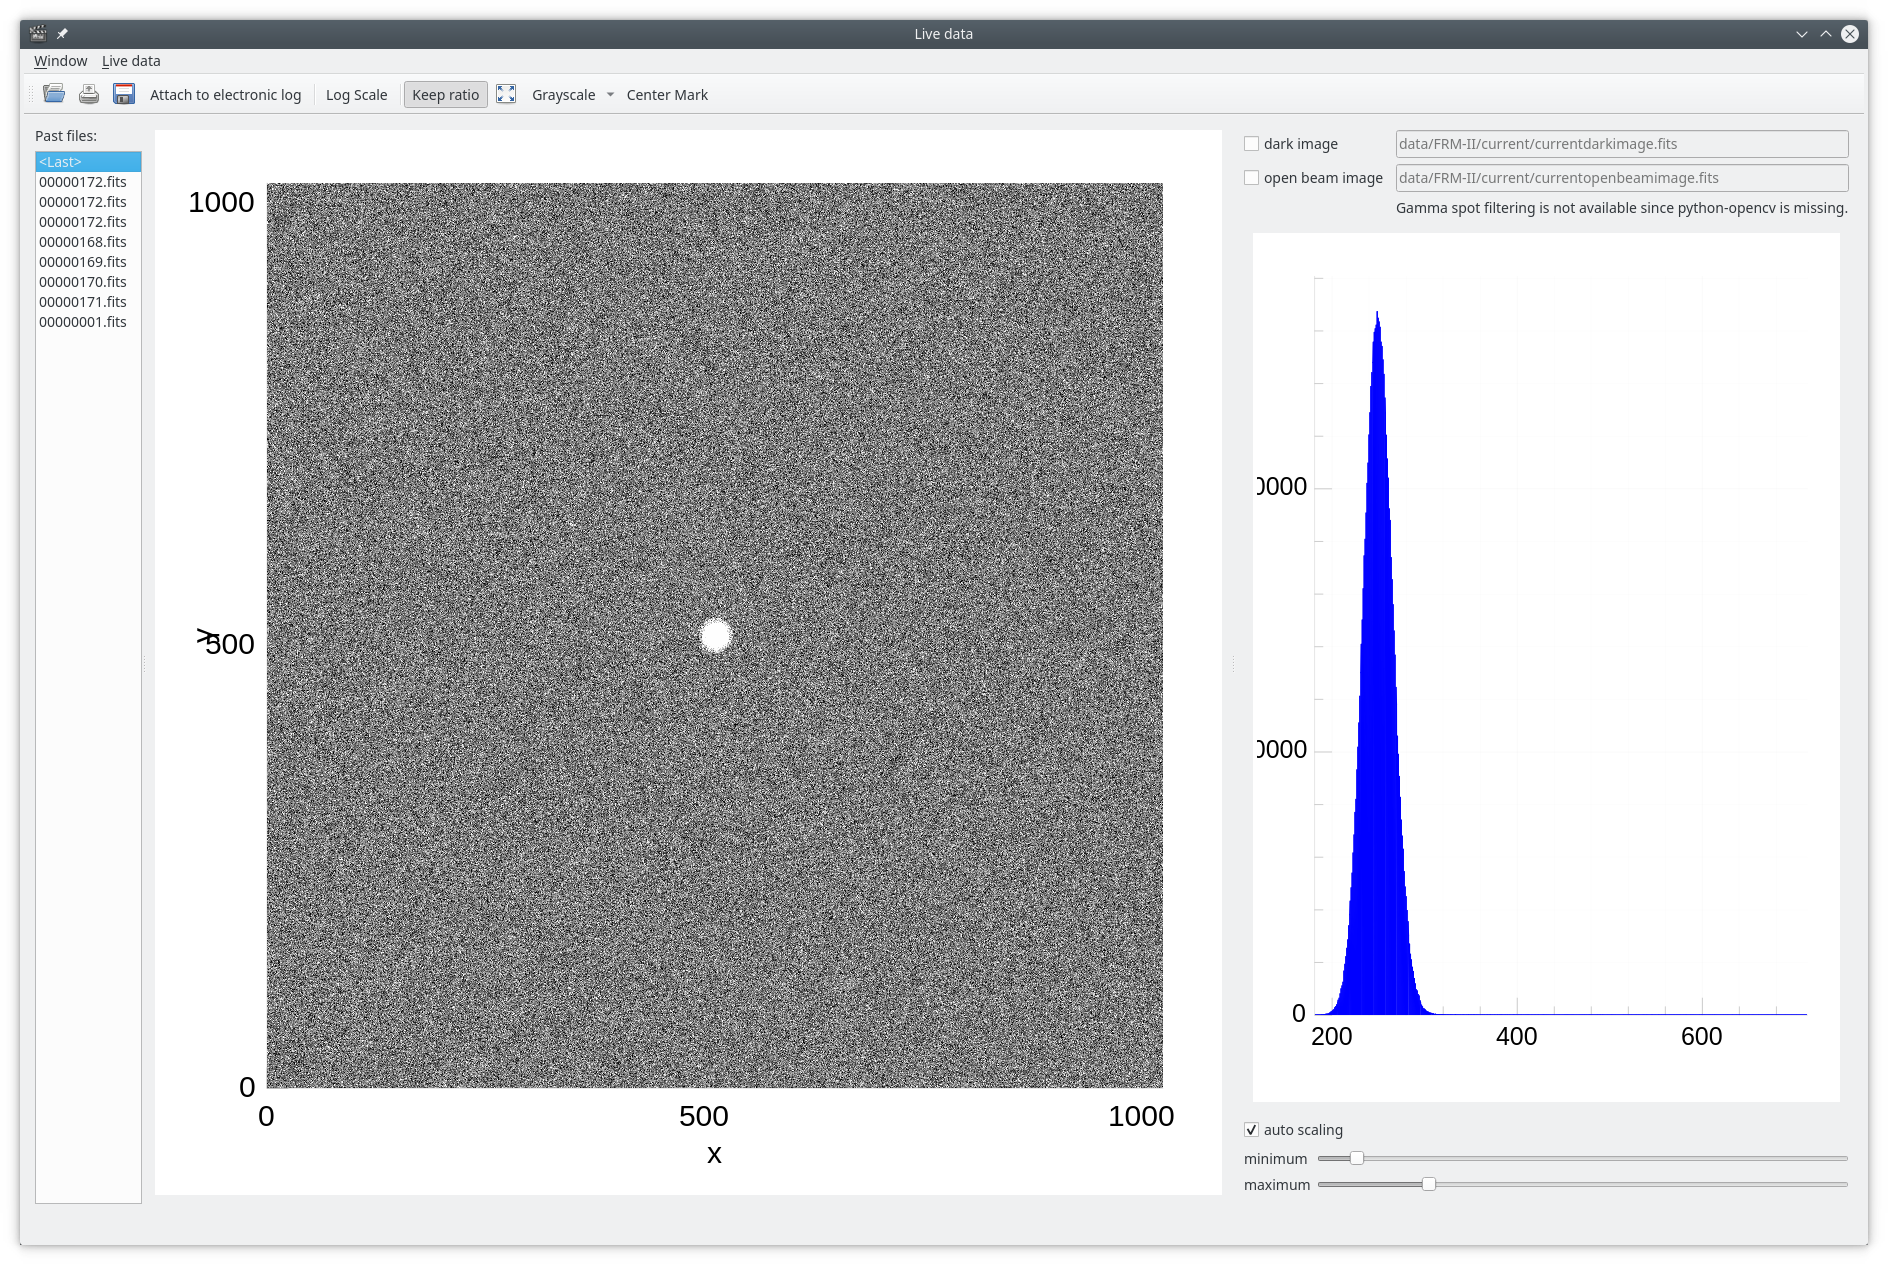 Live data
Window Live data
Attach to electronic log Log Scale Keep ratio Grayscale Center Mark
Past files:
<Last>
00000172.fits
00000172.fits
00000172.fits
00000168.fits
00000169.fits
00000170.fits
00000171.fits
00000001.fits
1000
y
500
0
0 500 1000
x
dark image data/FRM-II/current/currentdarkimage.fits
open beam image data/FRM-II/current/currentopenbeamimage.fits
Gamma spot filtering is not available since python-opencv is missing.
0000
0000
0
200 400 600
auto scaling
minimum
maximum